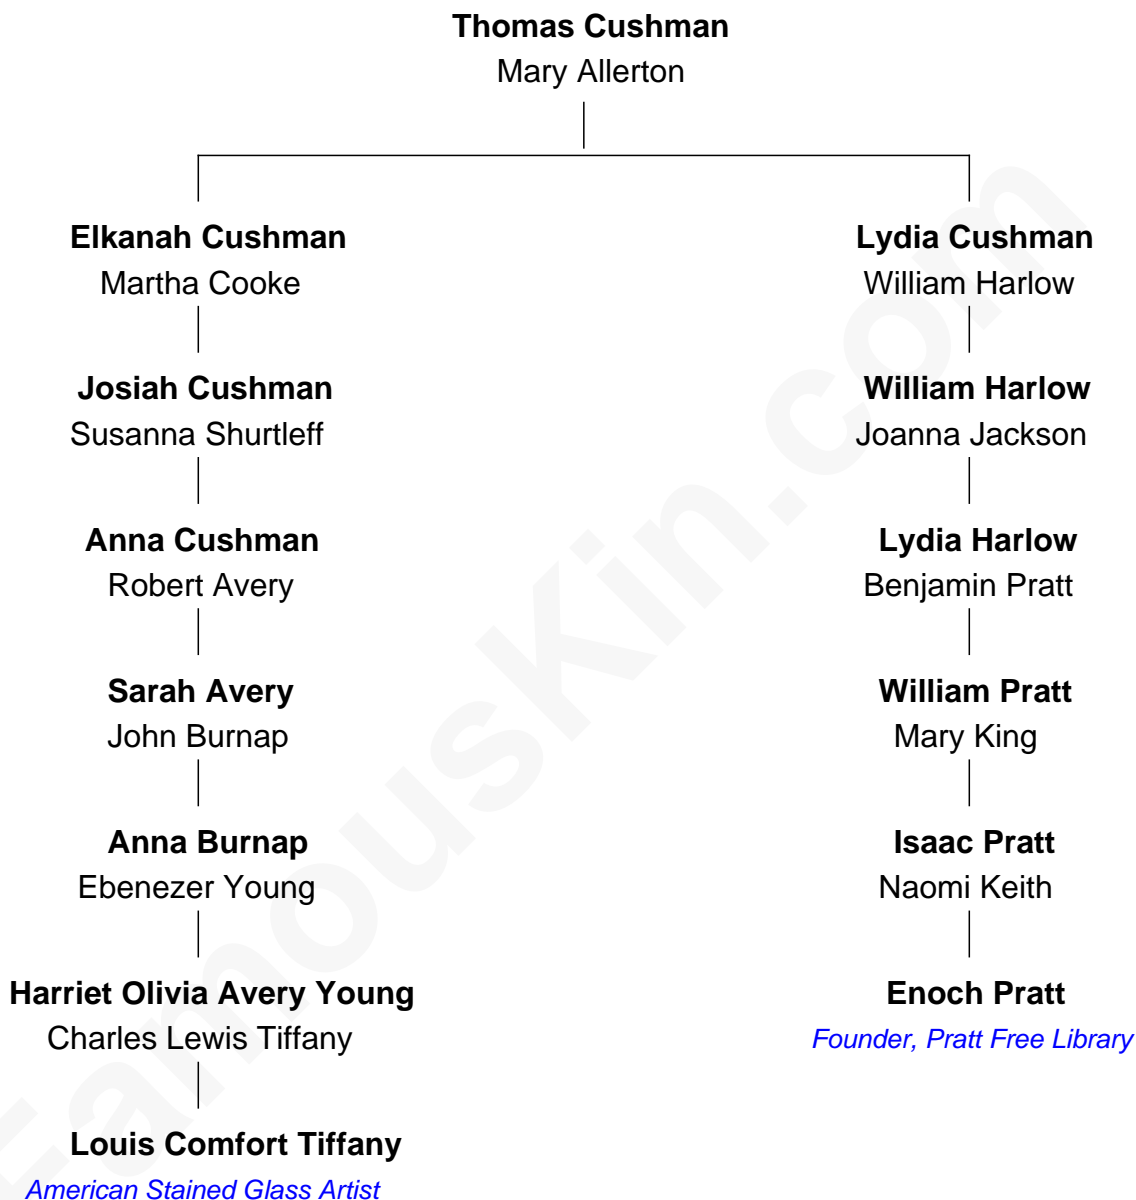 Thomas Cushman
Mary Allerton
Elkanah Cushman
Martha Cooke
Lydia Cushman
William Harlow
Josiah Cushman
Susanna Shurtleff
William Harlow
Joanna Jackson
Anna Cushman
Robert Avery
Lydia Harlow
Benjamin Pratt
Sarah Avery
John Burnap
William Pratt
Mary King
Anna Burnap
Ebenezer Young
Isaac Pratt
Naomi Keith
Harriet Olivia Avery Young
Charles Lewis Tiffany
Enoch Pratt
Founder, Pratt Free Library
Louis Comfort Tiffany
American Stained Glass Artist
FamousKin.com